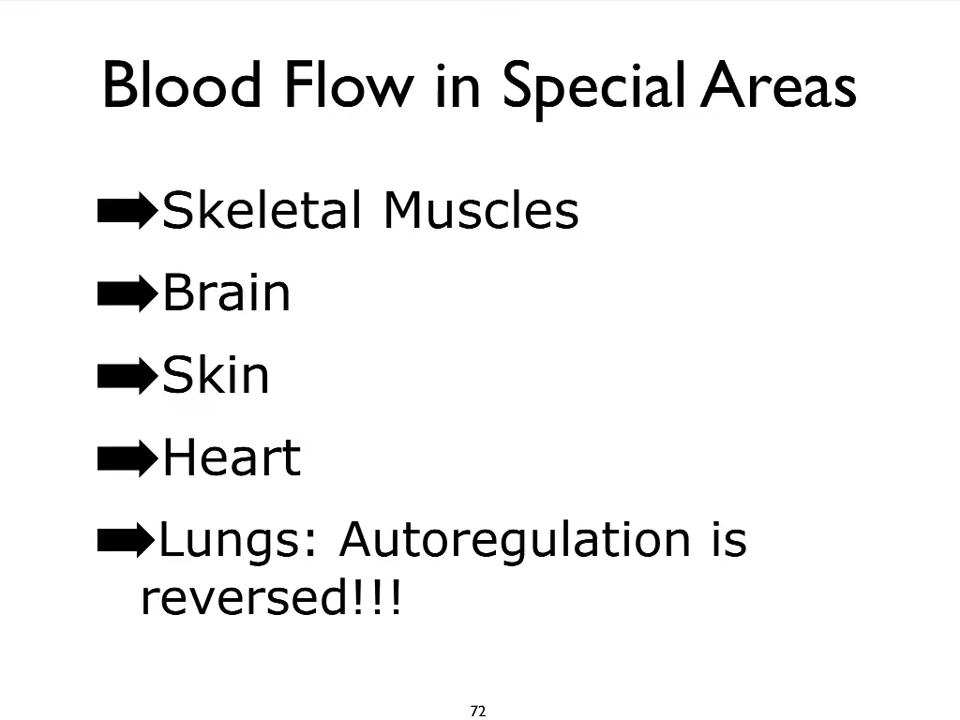 Blood Flow in Special Areas
Skeletal Muscles
Brain
Skin
Heart
Lungs: Autoregulation is
reversed!!!
72